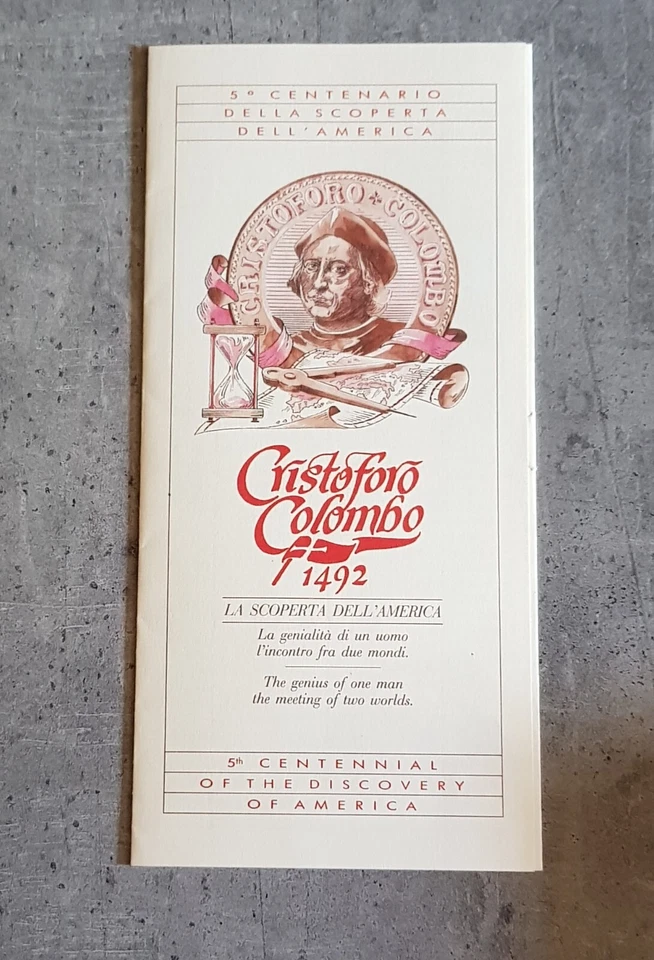 5º CENTENARIO
DELLA SCOPERTA
DELL'AMERICA
CRISTOFORO + COLOMBO
Cristoforo
Colombo
1492
LA SCOPERTA DELL'AMERICA
La genialità di un uomo
l'incontro fra due mondi.
The genius of one man
the meeting of two worlds.
5th CENTENNIAL
OF THE DISCOVERY
OF AMERICA